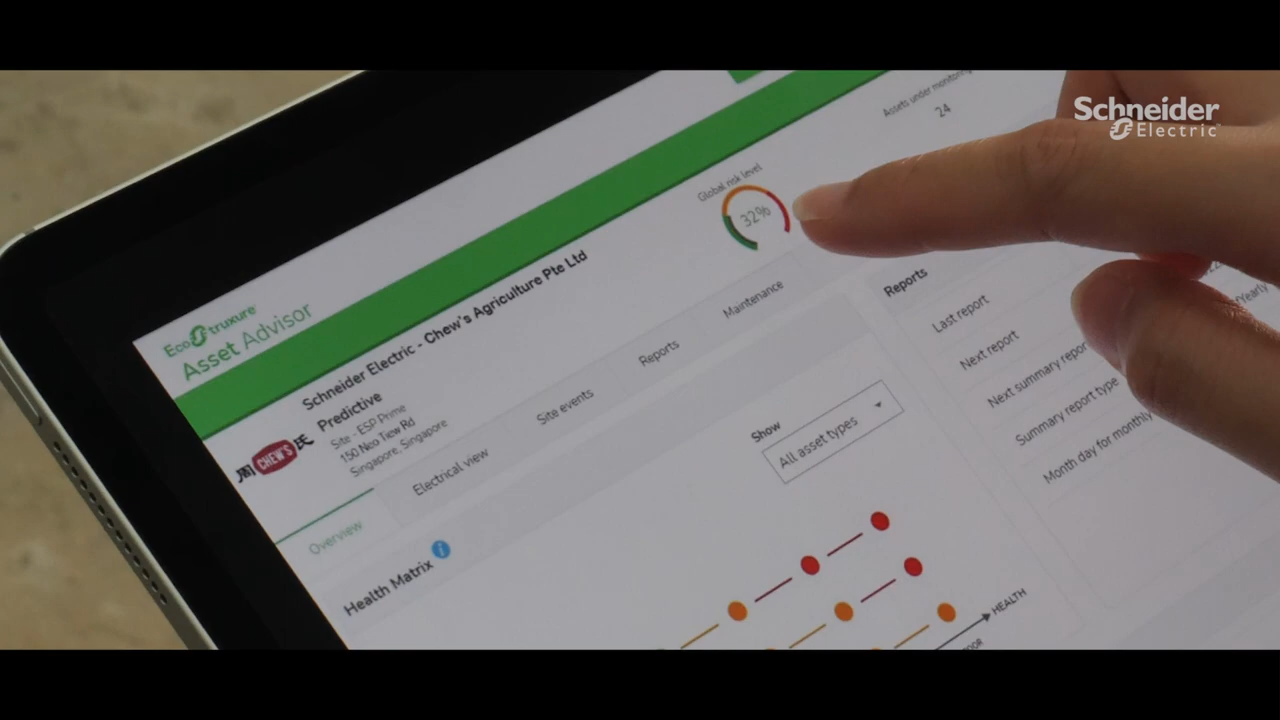 Schneider
Electric
Assets under monitoring
24
Global risk level
32%
EcoStruxure
Asset Advisor
Schneider Electric - Chew's Agriculture Pte Ltd
Predictive
Site - ESP Prime
150 Neo Tiew Rd
Singapore, Singapore
周 CHEW'S 氏
Overview
Electrical view
Site events
Reports
Maintenance
Health Matrix
Show
All asset types
HEALTH
Reports
Last report
Next report
Next summary report
Summary report type
Month day for monthly
Yearly